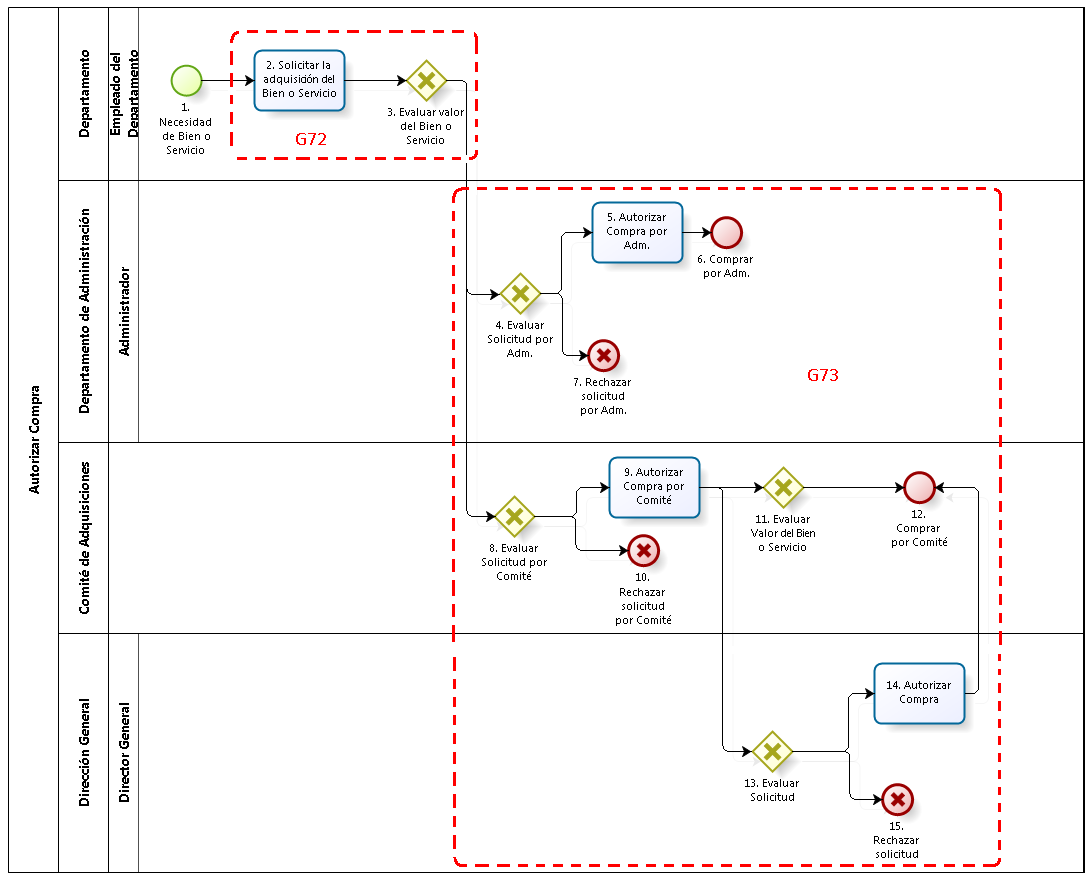 Autorizar Compra
Departamento
Empleado del
Departamento
1.
Necesidad
de Bien o
Servicio
2. Solicitar la
adquisición del
Bien o Servicio
3. Evaluar valor
del Bien o
Servicio
G72
Departamento de Administración
Administrador
4. Evaluar
Solicitud por
Adm.
5. Autorizar
Compra por
Adm.
6. Comprar
por Adm.
7. Rechazar
solicitud
por Adm.
G73
Comité de Adquisiciones
8. Evaluar
Solicitud por
Comité
9. Autorizar
Compra por
Comité
10.
Rechazar
solicitud
por Comité
11. Evaluar
Valor del Bien
o Servicio
12.
Comprar
por Comité
Dirección General
Director General
13. Evaluar
Solicitud
14. Autorizar
Compra
15.
Rechazar
solicitud